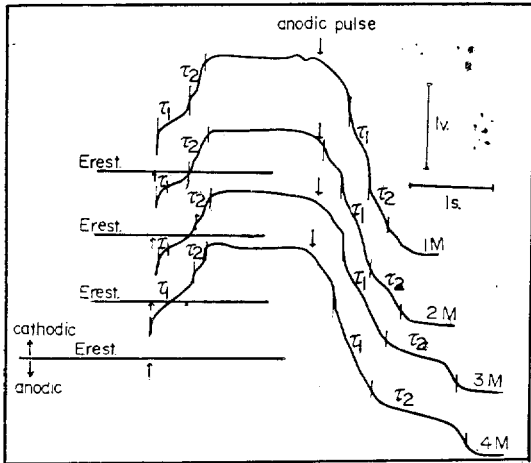 anodic pulse
τ2
τ1
τ2
1v.
τ1
Erest.
τ1
τ2
τ2
1s.
τ1
Erest.
τ1
1M
τ2
τ2
Erest.
τ1
τ1
2M
cathodic
Erest.
τ1
τ2
3M
anodic
τ2
4M